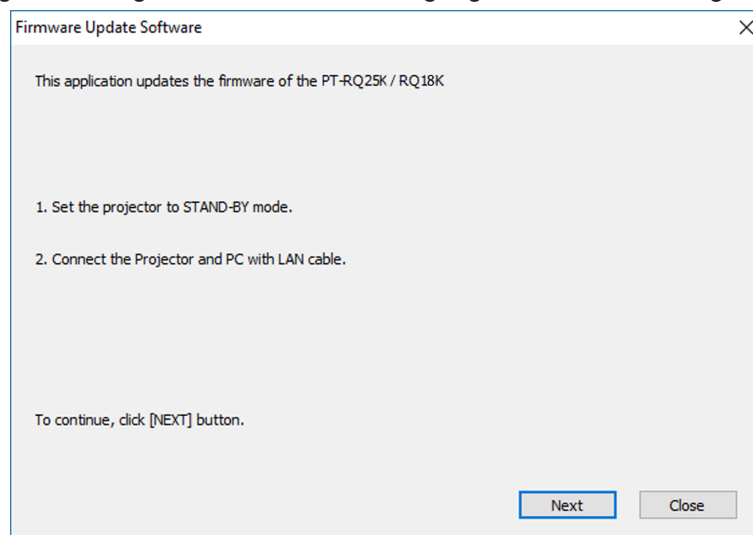 Firmware Update Software
This application updates the firmware of the PT-RQ25K / RQ18K
1. Set the projector to STAND-BY mode.
2. Connect the Projector and PC with LAN cable.
To continue, click [NEXT] button.
Next Close